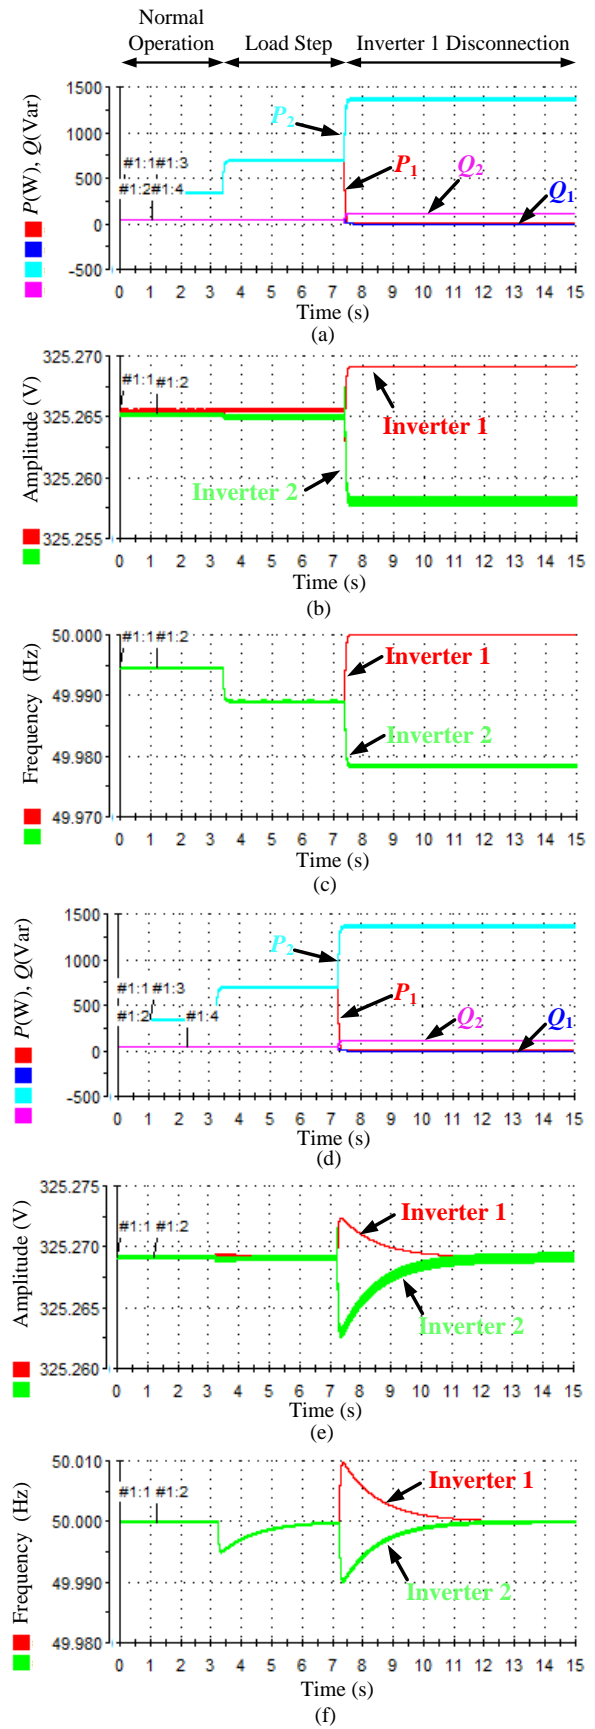 Normal
Operation Load Step Inverter 1 Disconnection
P(W), Q(Var)
1500
1000
500
0
-500
P2
P1
Q2
Q1
#1:1#1:3
#1:2#1:4
0 1 2 3 4 5 6 7 8 9 10 11 12 13 14 15
Time (s)
(a)
Amplitude (V)
325.270
325.265
325.260
325.255
#1:1#1:2
Inverter 1
Inverter 2
0 1 2 3 4 5 6 7 8 9 10 11 12 13 14 15
Time (s)
(b)
Frequency (Hz)
50.000
49.990
49.980
49.970
#1:1#1:2
Inverter 1
Inverter 2
0 1 2 3 4 5 6 7 8 9 10 11 12 13 14 15
Time (s)
(c)
P(W), Q(Var)
1500
1000
500
0
-500
P2
P1
Q2
Q1
#1:1 #1:3
#1:2 #1:4
0 1 2 3 4 5 6 7 8 9 10 11 12 13 14 15
Time (s)
(d)
Amplitude (V)
325.275
325.270
325.265
325.260
#1:1 #1:2
Inverter 1
Inverter 2
0 1 2 3 4 5 6 7 8 9 10 11 12 13 14 15
Time (s)
(e)
Frequency (Hz)
50.010
50.000
49.990
49.980
#1:1 #1:2
Inverter 1
Inverter 2
0 1 2 3 4 5 6 7 8 9 10 11 12 13 14 15
Time (s)
(f)